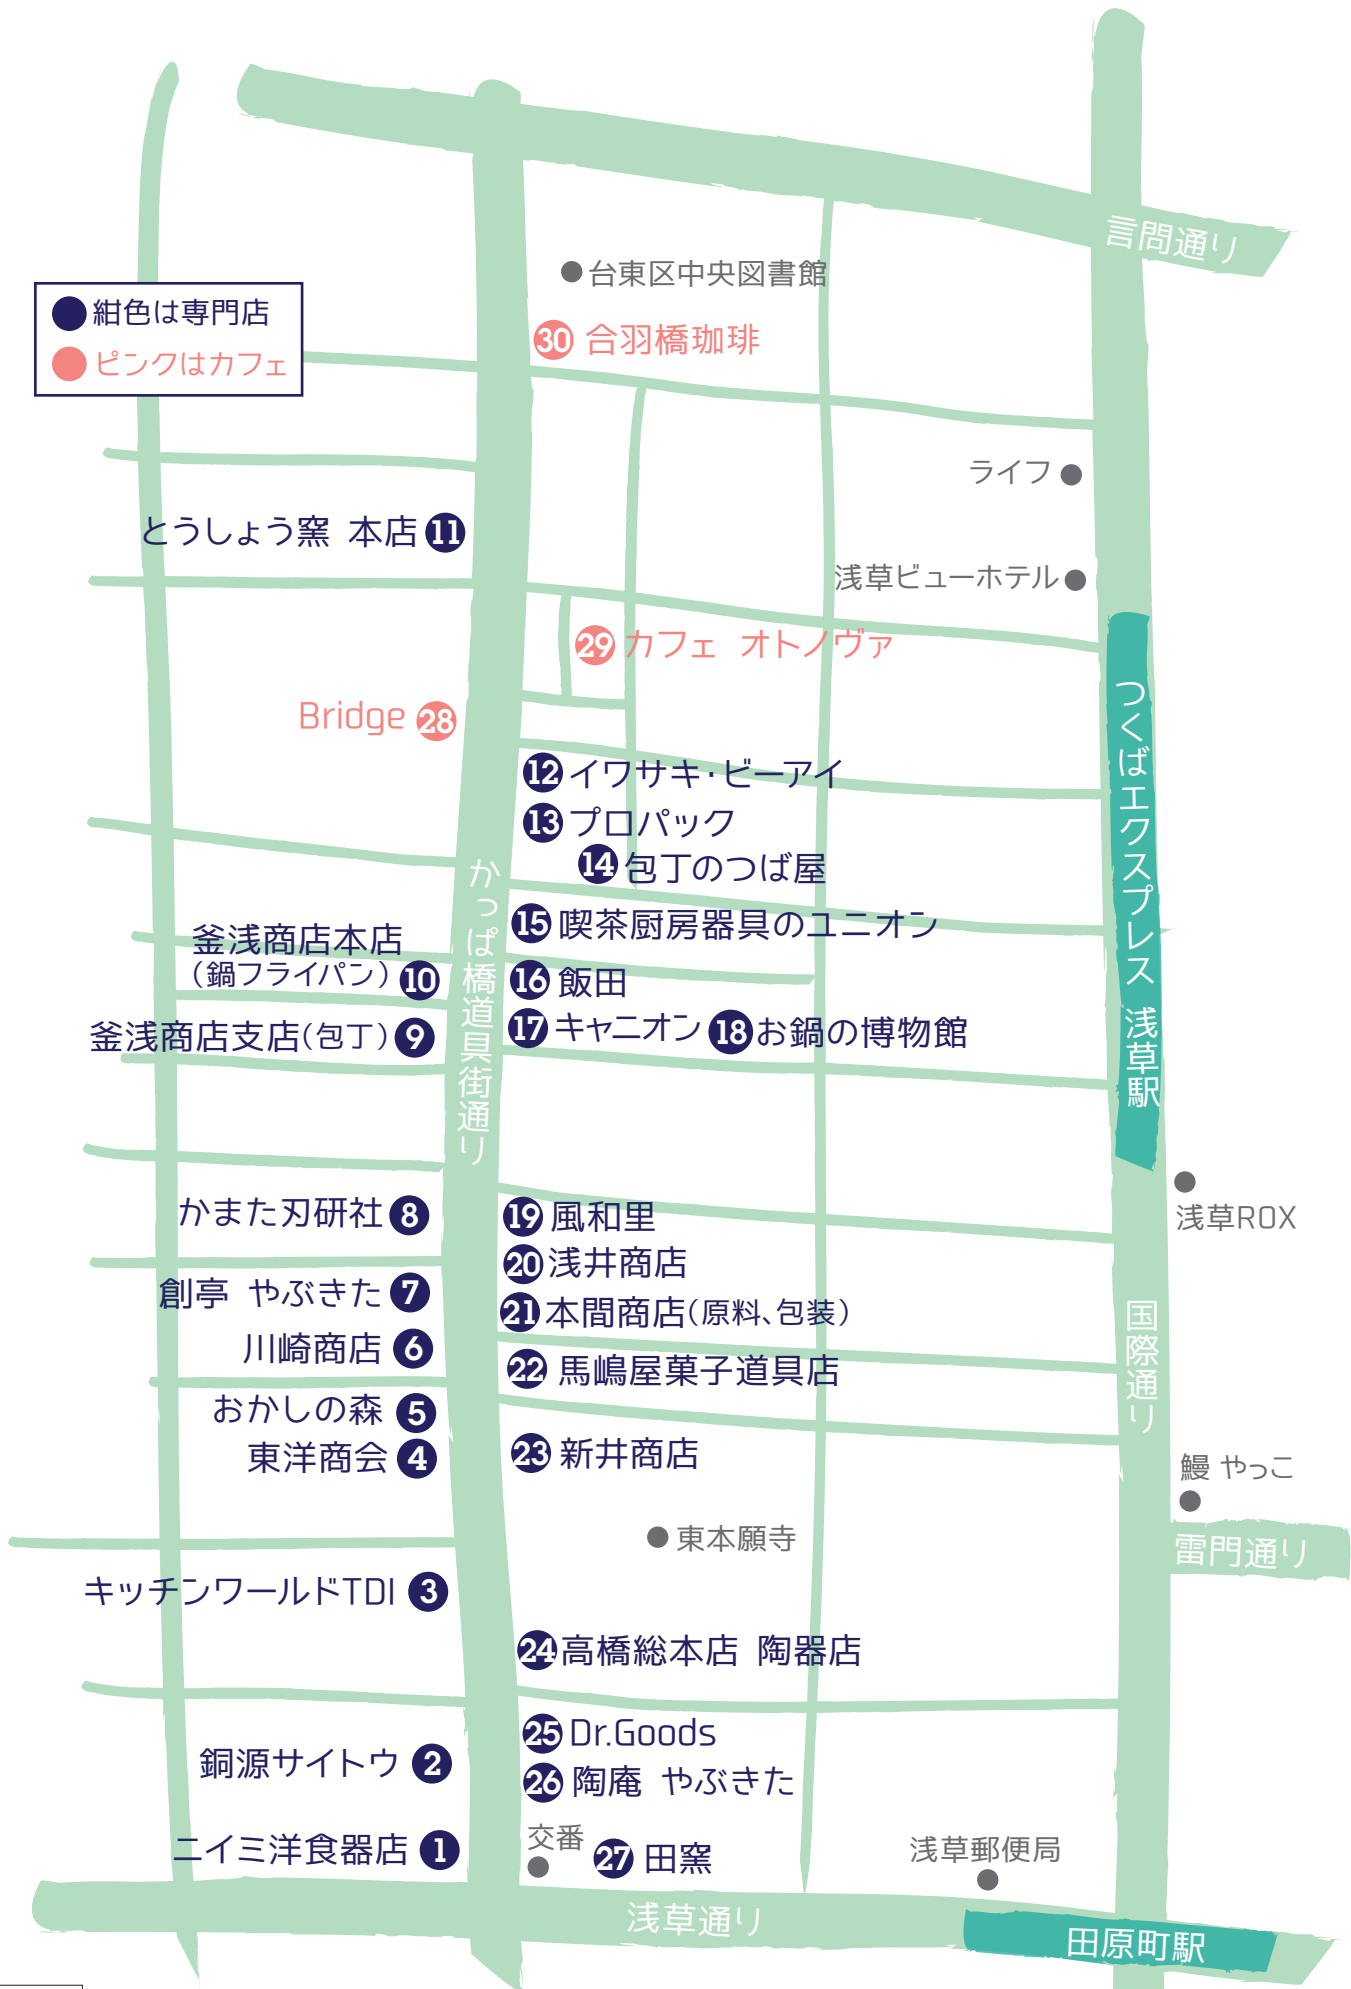 言問通り
台東区中央図書館
紺色は専門店
ピンクはカフェ
30 合羽橋珈琲
ライフ
とうしょう窯 本店 11
浅草ビューホテル
29 カフェ オトノヴァ
Bridge 28
つくばエクスプレス 浅草駅
12 イワサキ・ビーアイ
13 プロパック
14 包丁のつば屋
かっぱ橋道具街通り
15 喫茶厨房器具のユニオン
釜浅商店本店
（鍋フライパン） 10
16 飯田
釜浅商店支店（包丁） 9
17 キャニオン
18 お鍋の博物館
かまた刃研社 8
19 風和里
浅草ROX
20 浅井商店
創亭 やぶきた 7
21 本間商店（原料、包装）
川崎商店 6
22 馬嶋屋菓子道具店
国際通り
おかしの森 5
東洋商会 4
23 新井商店
鰻 やっこ
東本願寺
雷門通り
キッチンワールドTDI 3
24 高橋総本店 陶器店
25 Dr.Goods
銅源サイトウ 2
26 陶庵 やぶきた
交番
ニイミ洋食器店 1
27 田窯
浅草郵便局
浅草通り
田原町駅